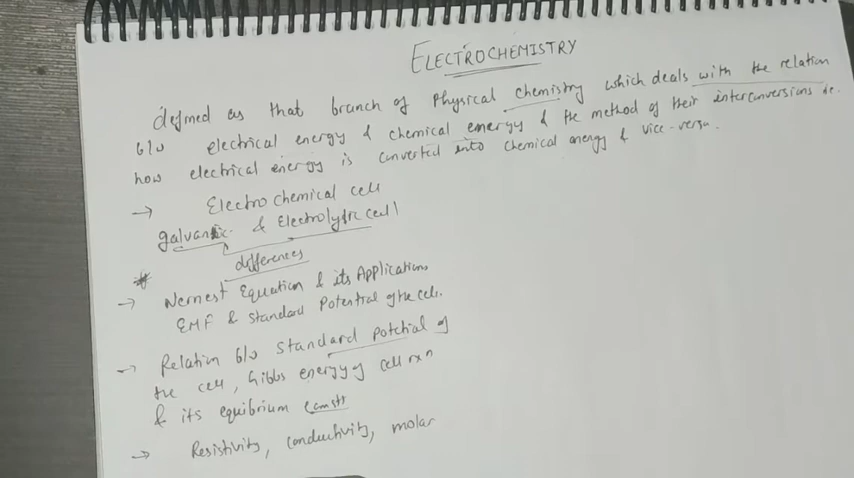 ELECTROCHEMISTRY
defined as that branch of Physical chemistry which deals with the relation
b/w electrical energy & chemical energy & the method of their interconversions i.e.
how electrical energy is converted into chemical energy & vice-versa.
→ Electrochemical cell
galvanic & Electrolytic cell
differences
→ Nernest Equation & its Applications
EMF & Standard Potential of the cell.
→ Relation b/w Standard Potential of
the cell, Gibbs energy of cell rxn
& its equibrium const
→ Resistivity, conductivity, molar